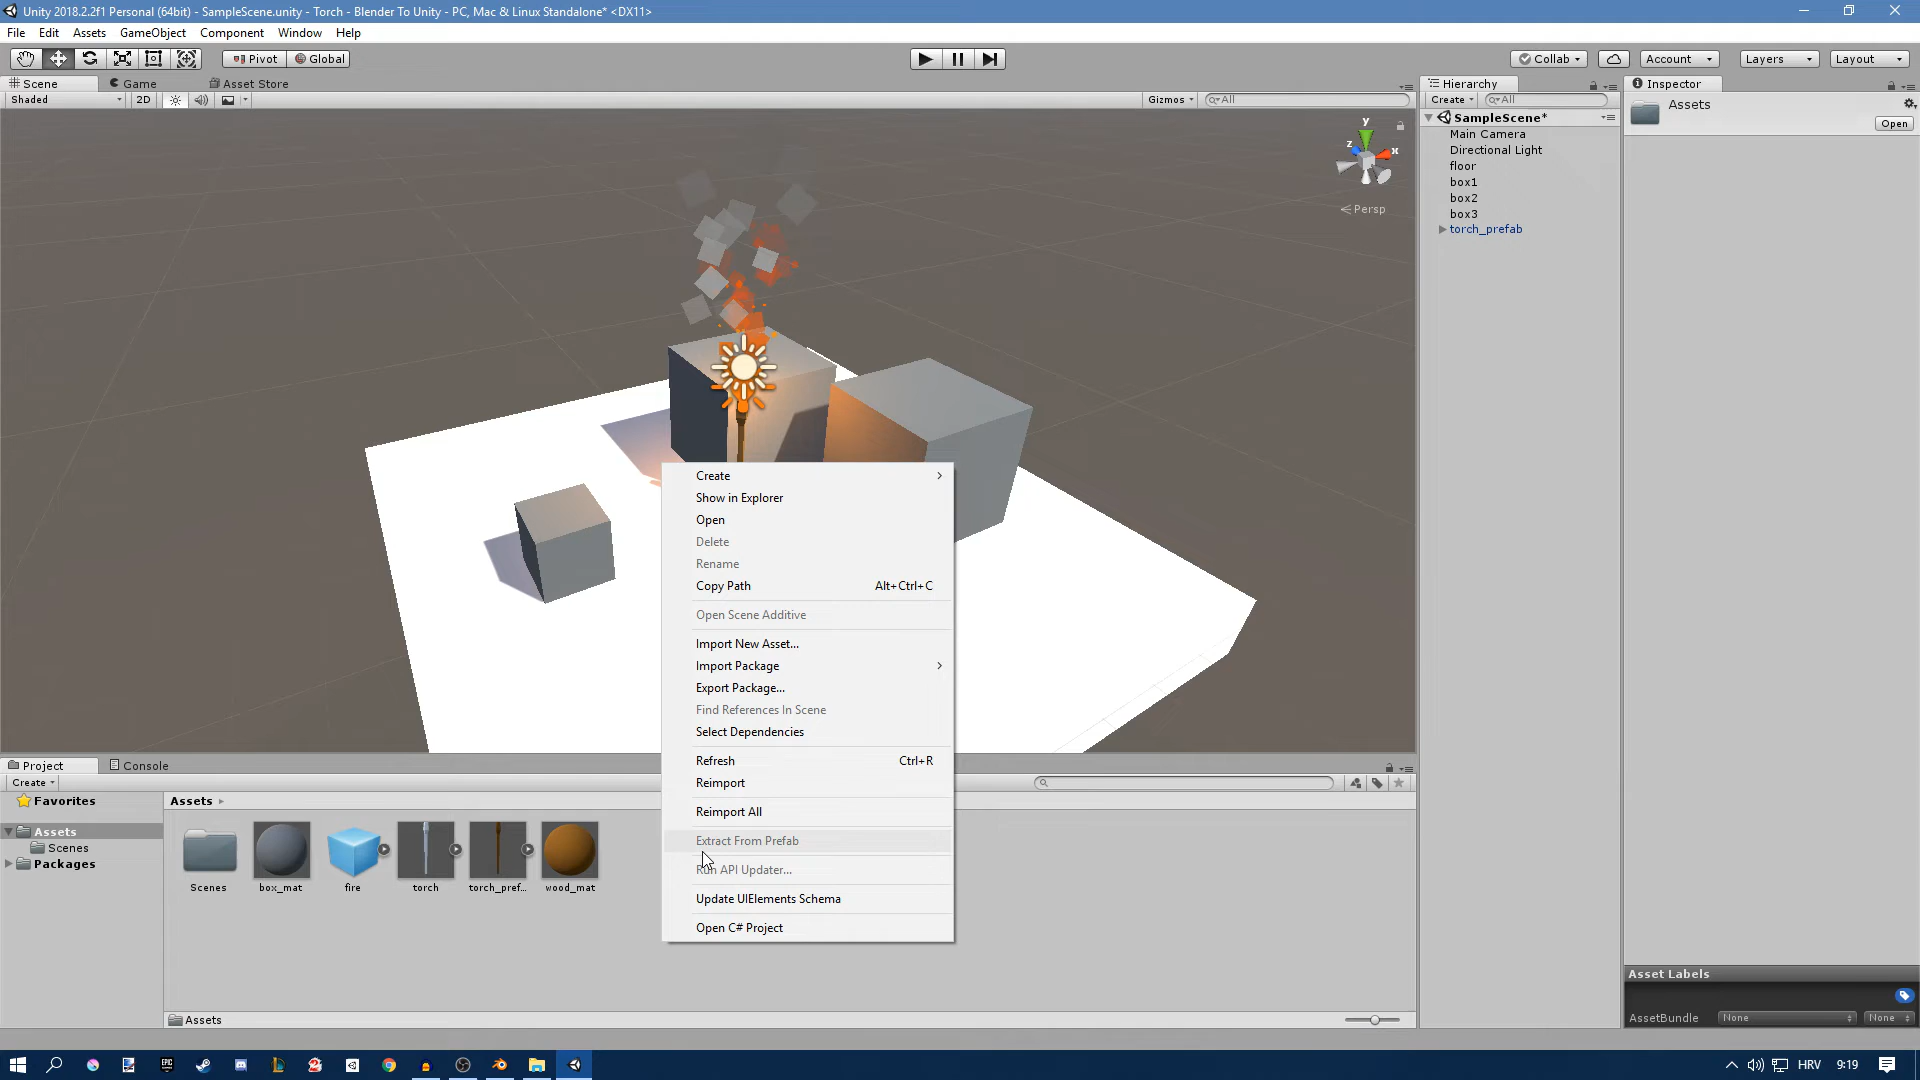 Unity 2018.2.2f1 Personal (64bit) - SampleScene.unity - Torch - Blender To Unity - PC, Mac & Linux Standalone* <DX11>
File Edit Assets GameObject Component Window Help
Pivot Global Collab Account Layers Layout
Scene Game Asset Store
Shaded 2D Gizmos All
y
z x
Persp
Hierarchy
Create All
SampleScene*
Main Camera
Directional Light
floor
box1
box2
box3
torch_prefab
Inspector
Assets
Open
Create
Show in Explorer
Open
Delete
Rename
Copy Path Alt+Ctrl+C
Open Scene Additive
Import New Asset...
Import Package
Export Package...
Find References In Scene
Select Dependencies
Refresh Ctrl+R
Reimport
Reimport All
Extract From Prefab
Run API Updater...
Update UIElements Schema
Open C# Project
Project Console
Create
Favorites
Assets
Scenes
Packages
Assets
Scenes box_mat fire torch torch_pref... wood_mat
Assets
Asset Labels
AssetBundle None None
EPIC GAMES
HRV 9:19